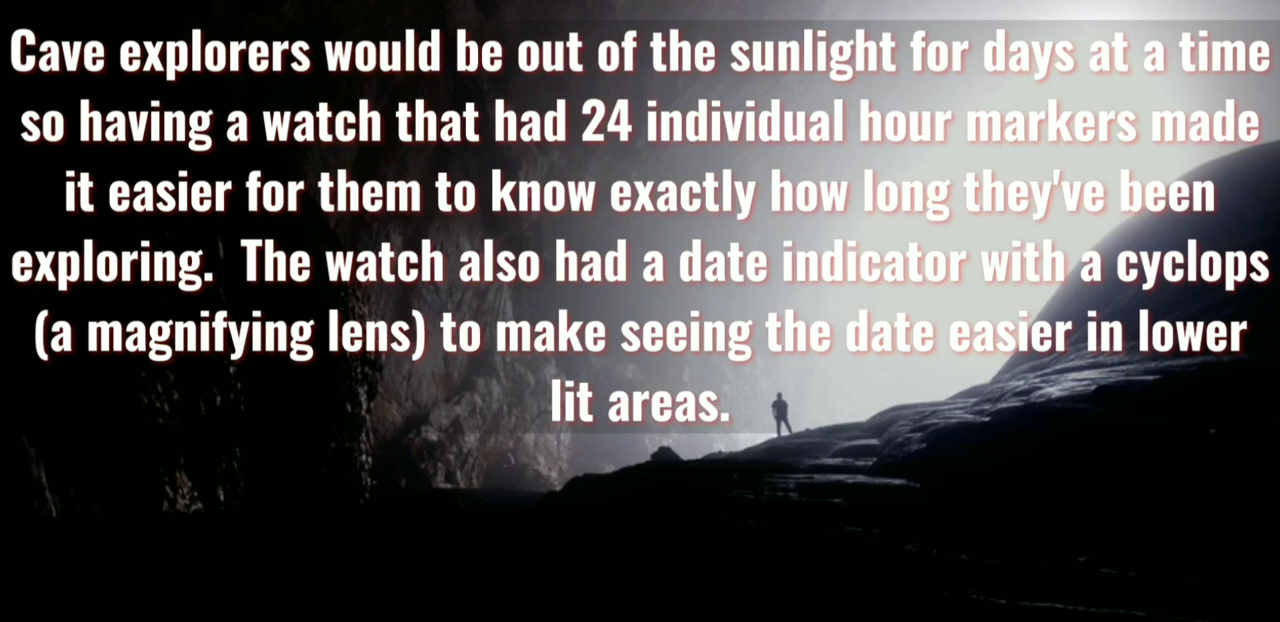 Cave explorers would be out of the sunlight for days at a time
so having a watch that had 24 individual hour markers made
it easier for them to know exactly how long they've been
exploring.  The watch also had a date indicator with a cyclops
(a magnifying lens) to make seeing the date easier in lower
lit areas.